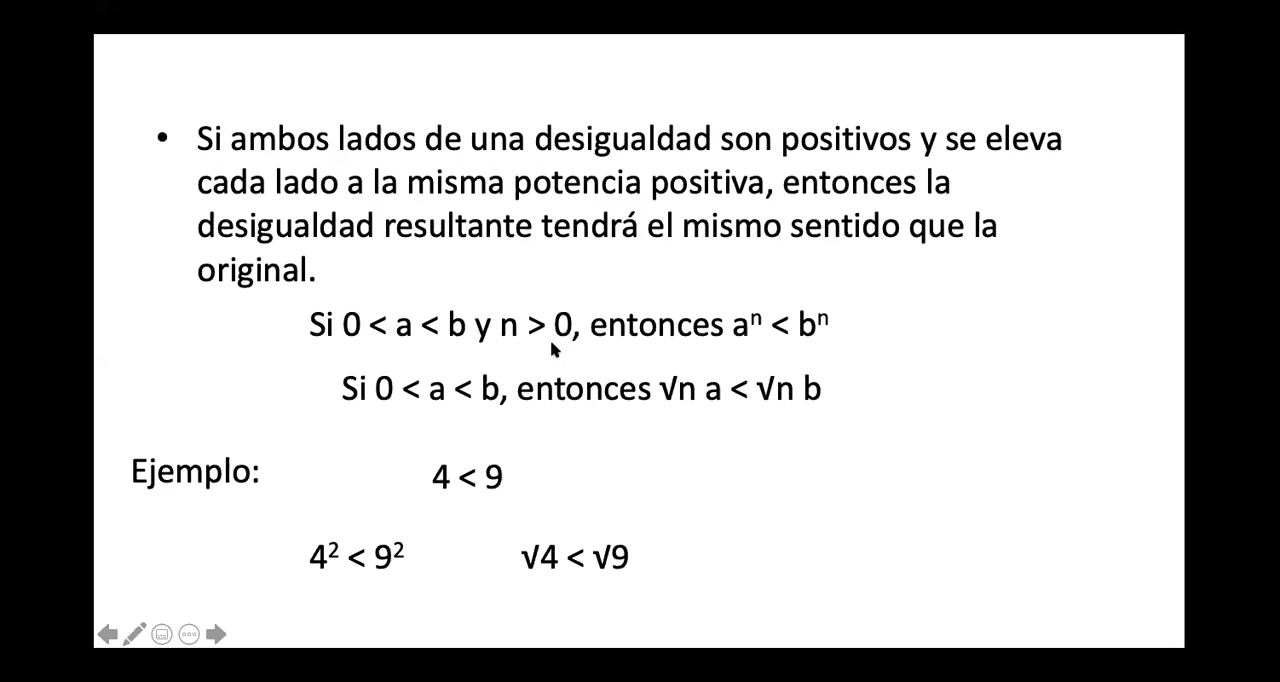 • Si ambos lados de una desigualdad son positivos y se eleva
cada lado a la misma potencia positiva, entonces la
desigualdad resultante tendrá el mismo sentido que la
original.
Si 0 < a < b y n > 0, entonces aⁿ < bⁿ
Si 0 < a < b, entonces √n a < √n b
Ejemplo:
4 < 9
4² < 9²
√4 < √9